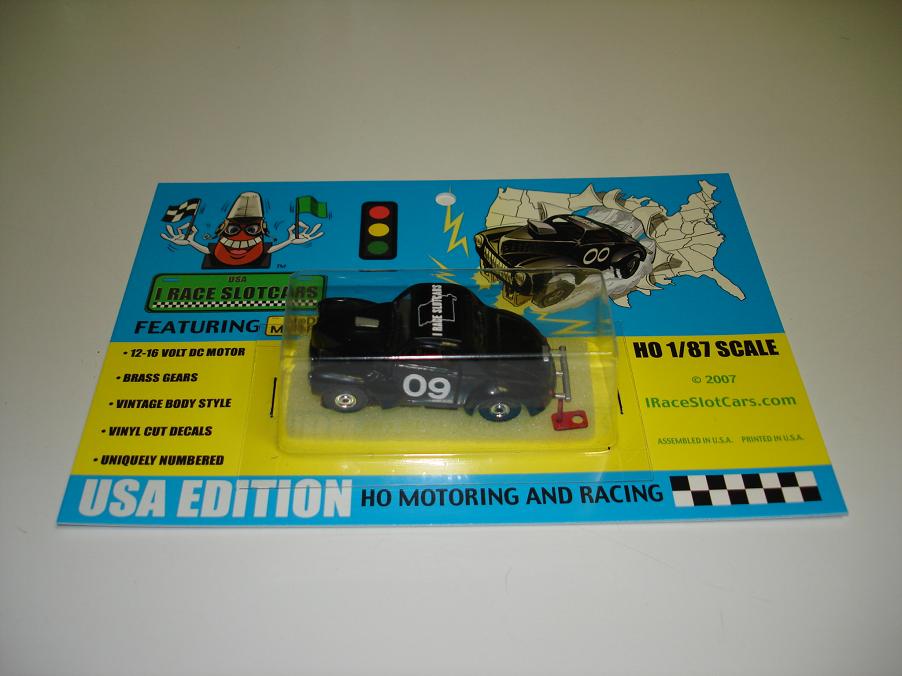 USA
I RACE SLOTCARS
TM
FEATURING
• 12-16 VOLT DC MOTOR
• BRASS GEARS
• VINTAGE BODY STYLE
• VINYL CUT DECALS
• UNIQUELY NUMBERED
00
I RACE SLOTCARS
09
HO 1/87 SCALE
© 2007
IRaceSlotCars.com
ASSEMBLED IN U.S.A. PRINTED IN U.S.A.
USA EDITION HO MOTORING AND RACING